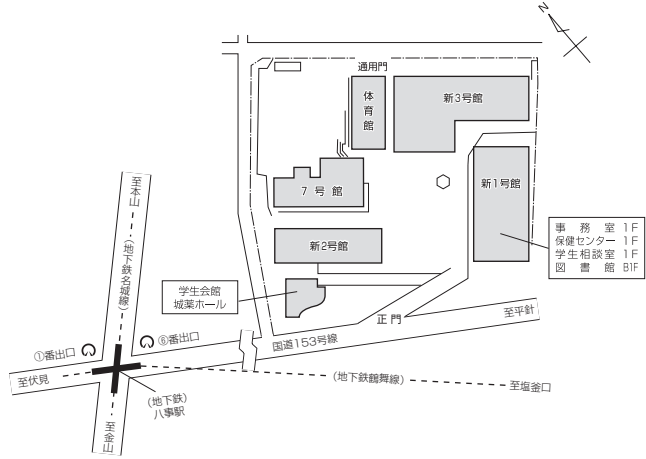 N
通用門
体育館
新3号館
7号館
新1号館
新2号館
事務室 1F
保健センター 1F
学生相談室 1F
図書館 B1F
学生会館
城薬ホール
正門
至平針
国道153号線
至本山
(地下鉄名城線)
①番出口
⑥番出口
至伏見
(地下鉄)
八事駅
(地下鉄鶴舞線)
至塩釜口
至金山